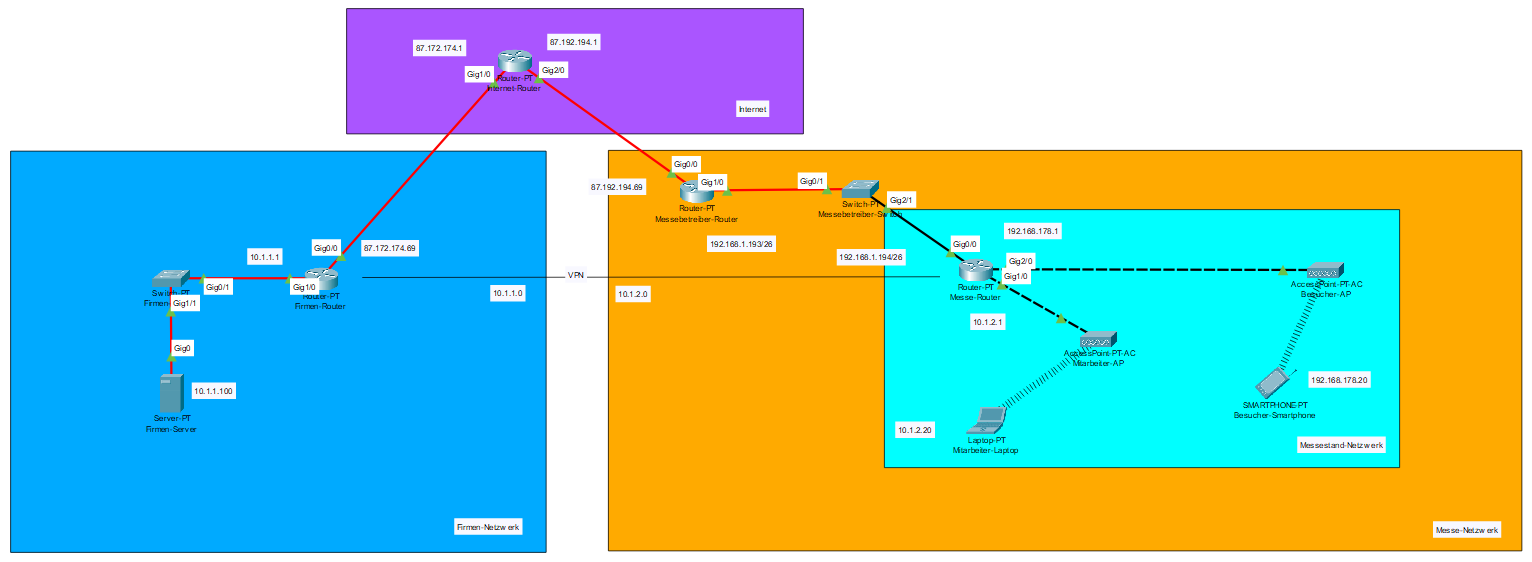 87.172.174.1
87.192.194.1
Gig1/0
Gig2/0
Router-PT
Internet-Router
Internet
Gig0/0
87.192.194.69
Gig1/0
Router-PT
Messebetreiber-Router
192.168.1.193/26
Gig0/1
Switch-PT
Messebetreiber-Switch
Gig2/1
192.168.1.194/26
Gig0/0
192.168.178.1
Gig2/0
Gig1/0
Router-PT
Messe-Router
10.1.2.1
AccessPoint-PT-AC
Besucher-AP
AccessPoint-PT-AC
Mitarbeiter-AP
192.168.178.20
SMARTPHONE-PT
Besucher-Smartphone
10.1.2.20
Laptop-PT
Mitarbeiter-Laptop
Messestand-Netzwerk
Messe-Netzwerk
VPN
10.1.1.0
10.1.2.0
Gig0/0
87.172.174.69
10.1.1.1
Gig0/1
Gig1/0
Router-PT
Firmen-Router
Switch-PT
Gig1/1
Gig0
10.1.1.100
Server-PT
Firmen-Server
Firmen-Netzwerk